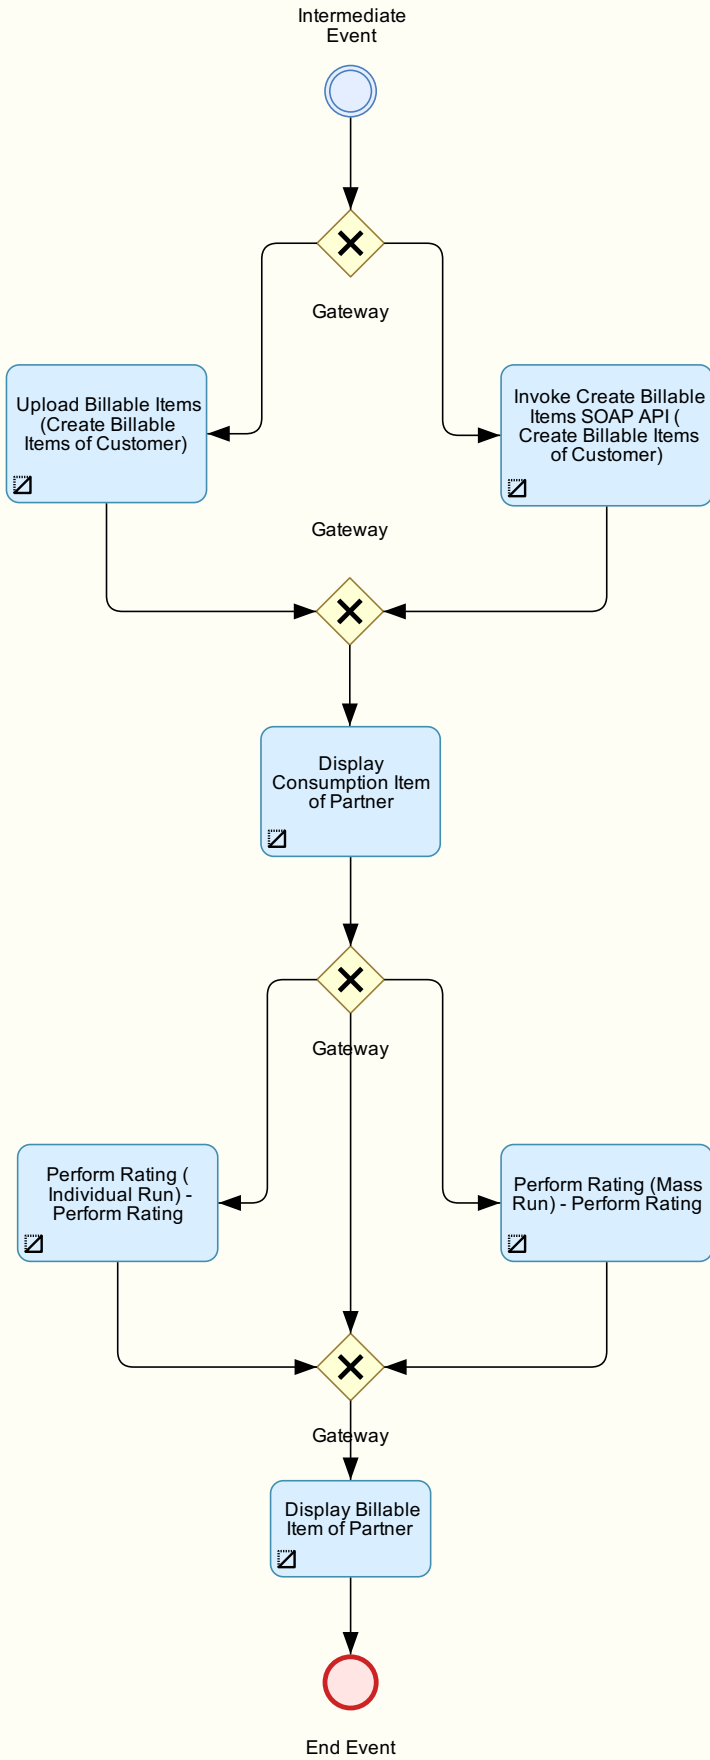 Intermediate
Event
Gateway
Upload Billable Items
(Create Billable
Items of Customer)
Invoke Create Billable
Items SOAP API (
Create Billable Items
of Customer)
Gateway
Display
Consumption Item
of Partner
Gateway
Perform Rating (
Individual Run) -
Perform Rating
Perform Rating (Mass
Run) - Perform Rating
Gateway
Display Billable
Item of Partner
End Event